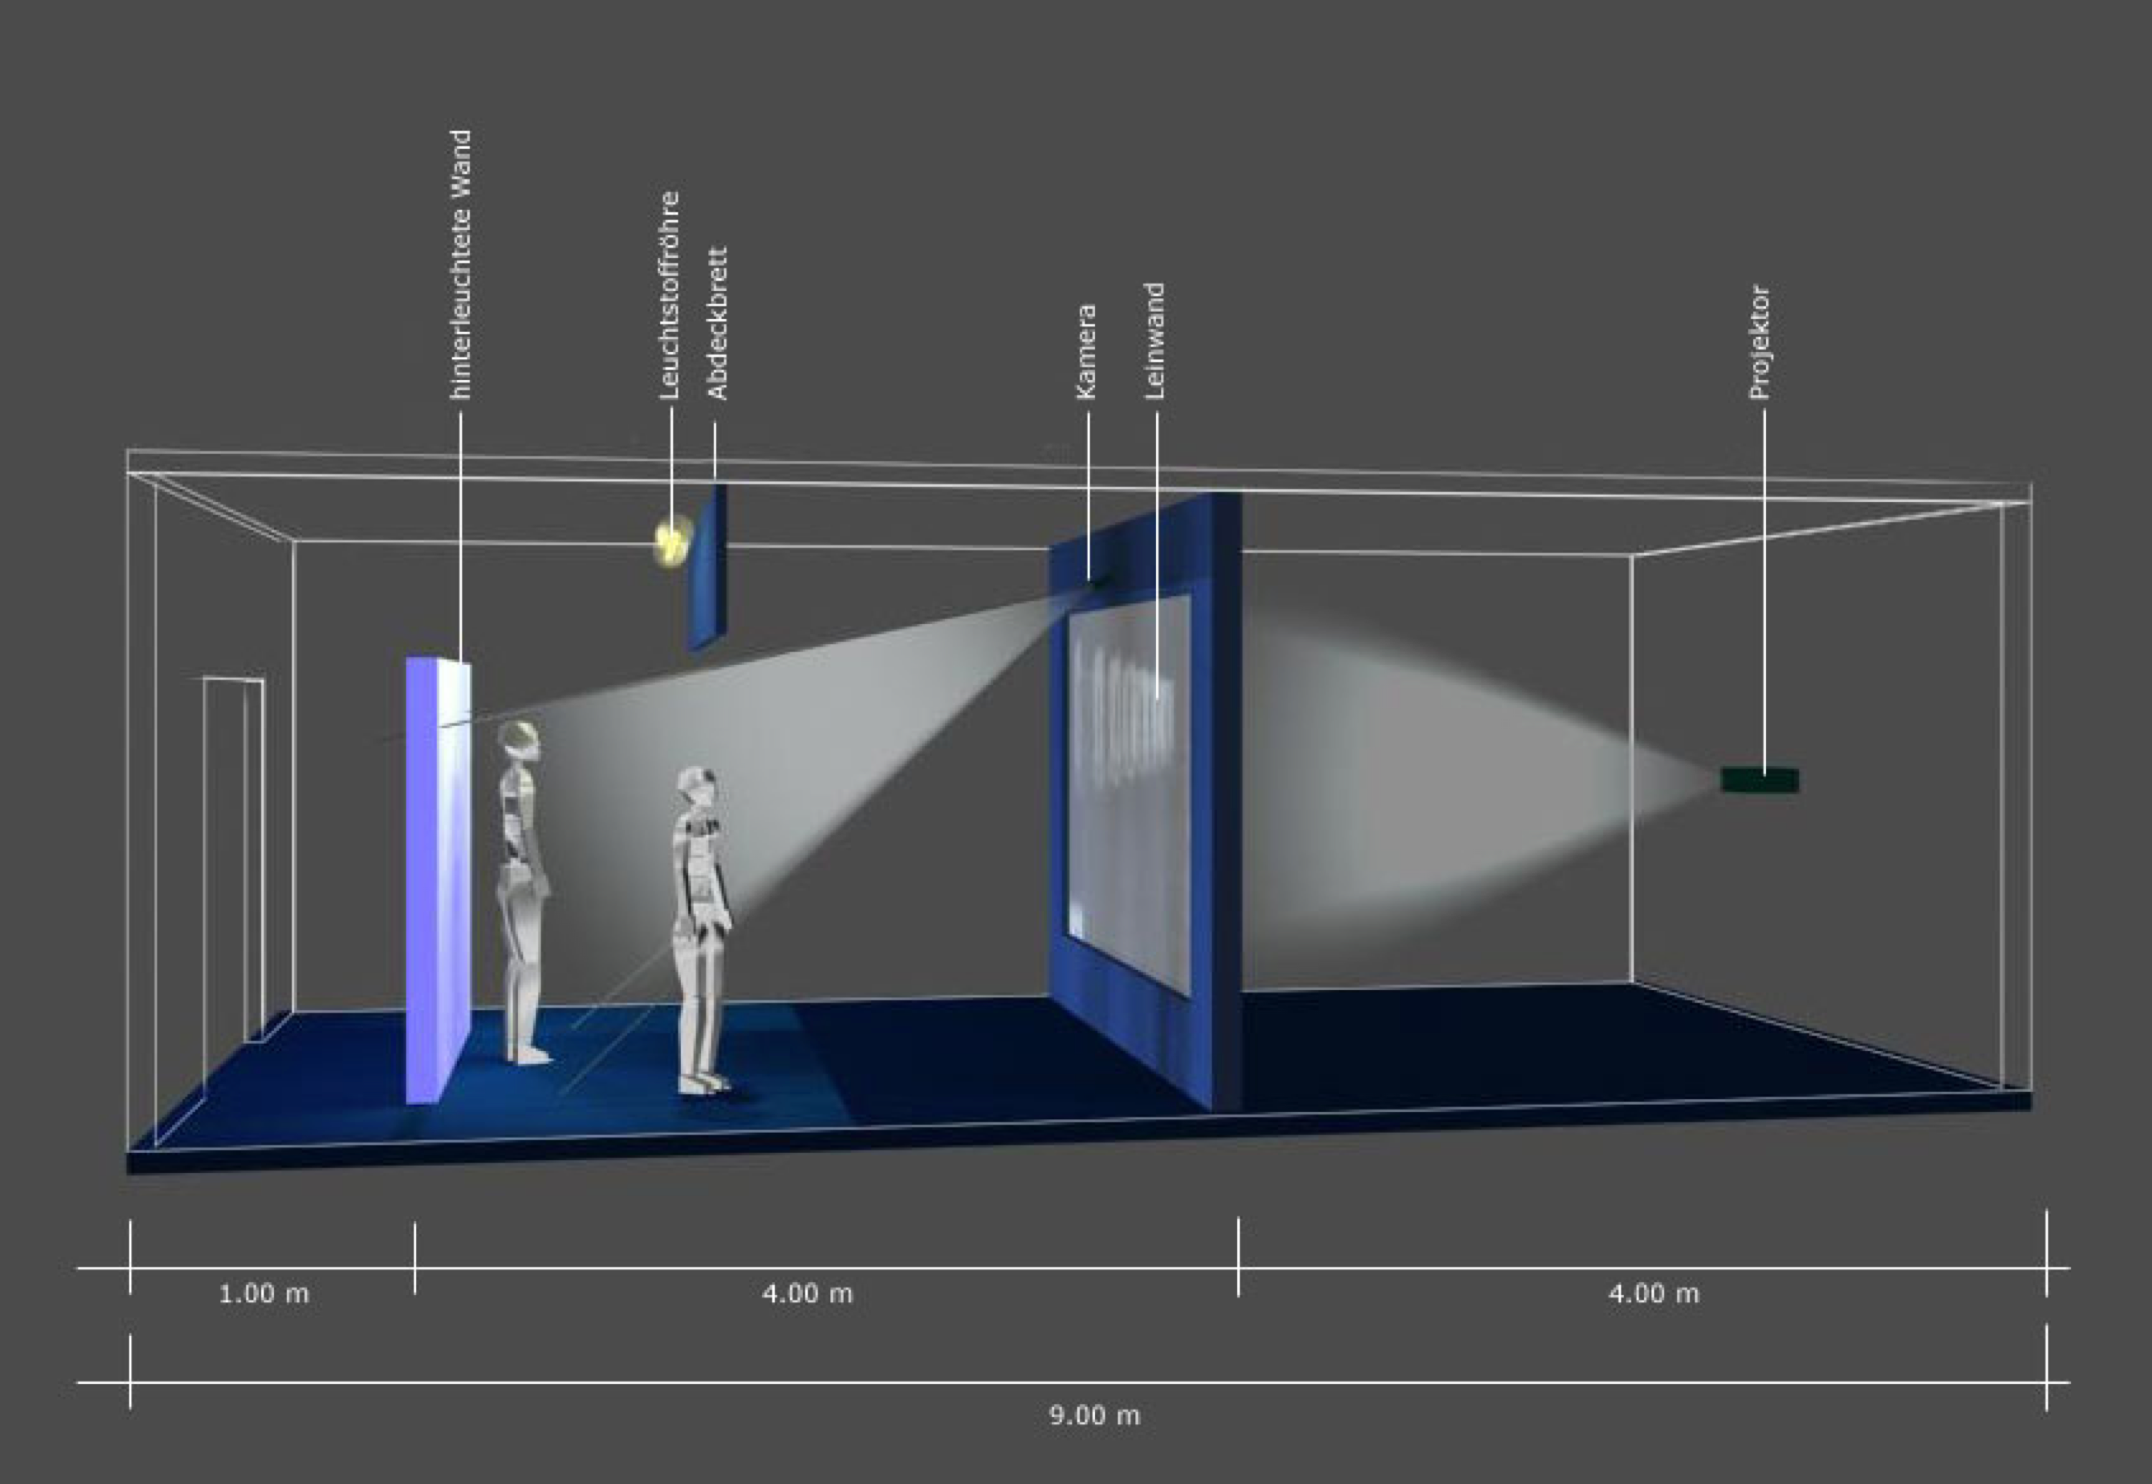 hinterleuchtete Wand
Leuchtstoffröhre
Abdeckbrett
Kamera
Leinwand
Projektor
1.00 m
4.00 m
4.00 m
9.00 m